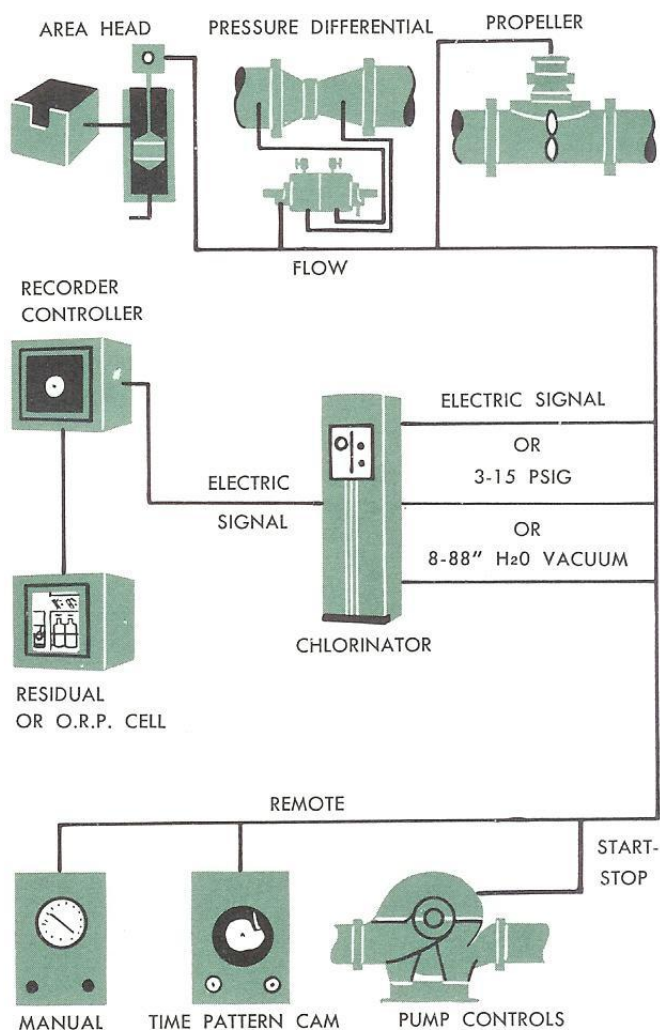 AREA HEAD
PRESSURE DIFFERENTIAL
PROPELLER
FLOW
RECORDER
CONTROLLER
ELECTRIC SIGNAL
OR
3-15 PSIG
ELECTRIC
SIGNAL
OR
8-88" H2O VACUUM
CHLORINATOR
RESIDUAL
OR O.R.P. CELL
REMOTE
START-
STOP
MANUAL
TIME PATTERN CAM
PUMP CONTROLS